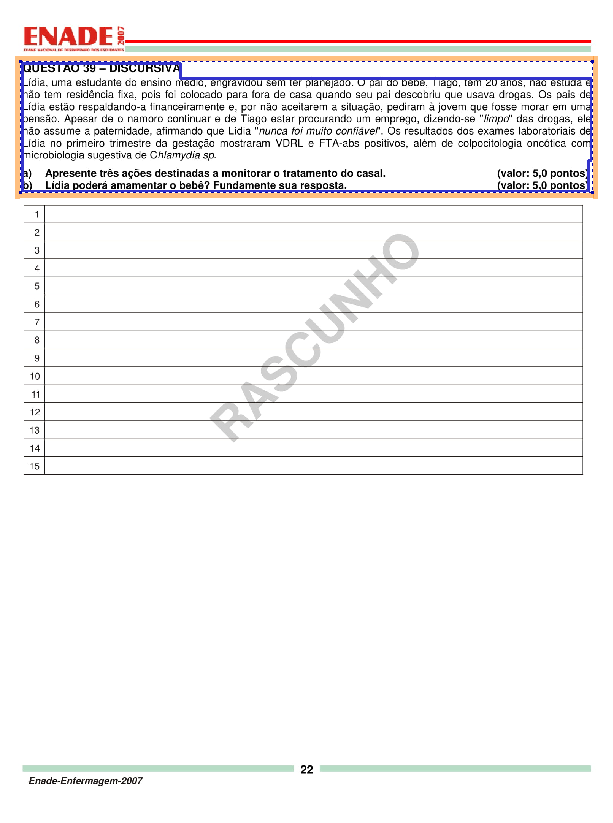 ENADE 2007
EXAME NACIONAL DE DESEMPENHO DOS ESTUDANTES
QUESTÃO 39 – DISCURSIVA
Lídia, uma estudante do ensino médio, engravidou sem ter planejado. O pai do bebê, Tiago, tem 20 anos, não estuda e
não tem residência fixa, pois foi colocado para fora de casa quando seu pai descobriu que usava drogas. Os pais de
Lídia estão respaldando-a financeiramente e, por não aceitarem a situação, pediram à jovem que fosse morar em uma
pensão. Apesar de o namoro continuar e de Tiago estar procurando um emprego, dizendo-se "limpo" das drogas, ele
não assume a paternidade, afirmando que Lídia "nunca foi muito confiável". Os resultados dos exames laboratoriais de
Lídia no primeiro trimestre da gestação mostraram VDRL e FTA-abs positivos, além de colpocitologia oncótica com
microbiologia sugestiva de Chlamydia sp.
a) Apresente três ações destinadas a monitorar o tratamento do casal. (valor: 5,0 pontos)
b) Lídia poderá amamentar o bebê? Fundamente sua resposta. (valor: 5,0 pontos)
1
2
3
4
5
6
7
8
9
10
11
12
13
14
15
RASCUNHO
22
Enade-Enfermagem-2007